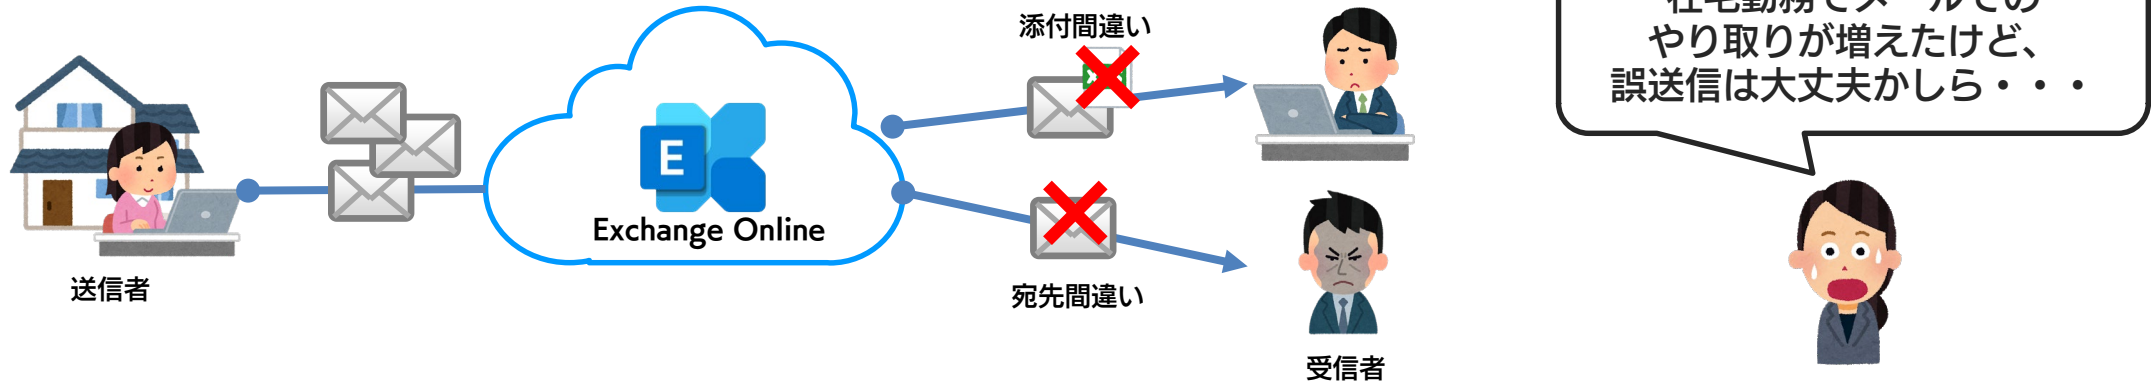 添付間違い
E
Exchange Online
送信者
宛先間違い
受信者
やり取りが増えたけど、
誤送信は大丈夫かしら・・・